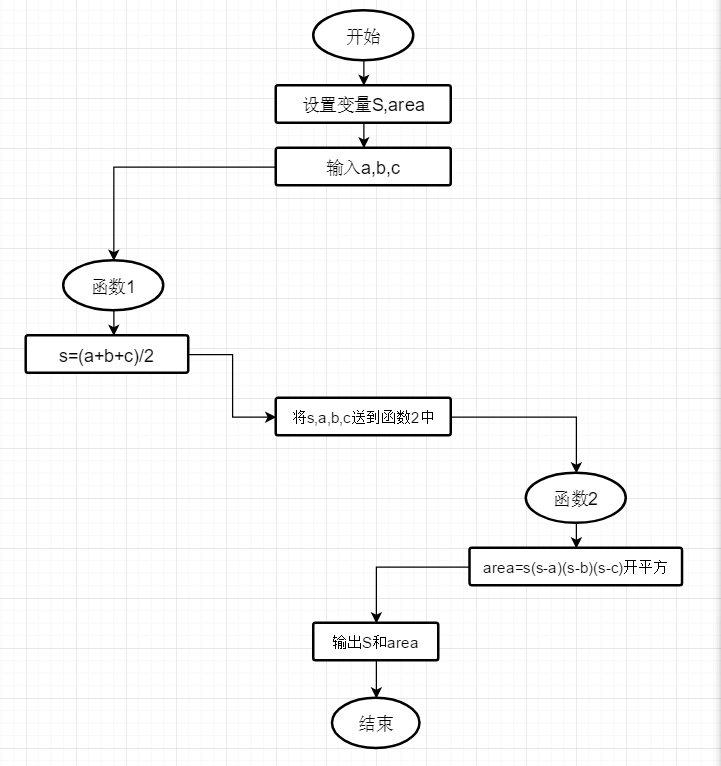 开始
设置变量S,area
输入a,b,c
函数1
s=(a+b+c)/2
将s,a,b,c送到函数2中
函数2
area=s(s-a)(s-b)(s-c)开平方
输出S和area
结束